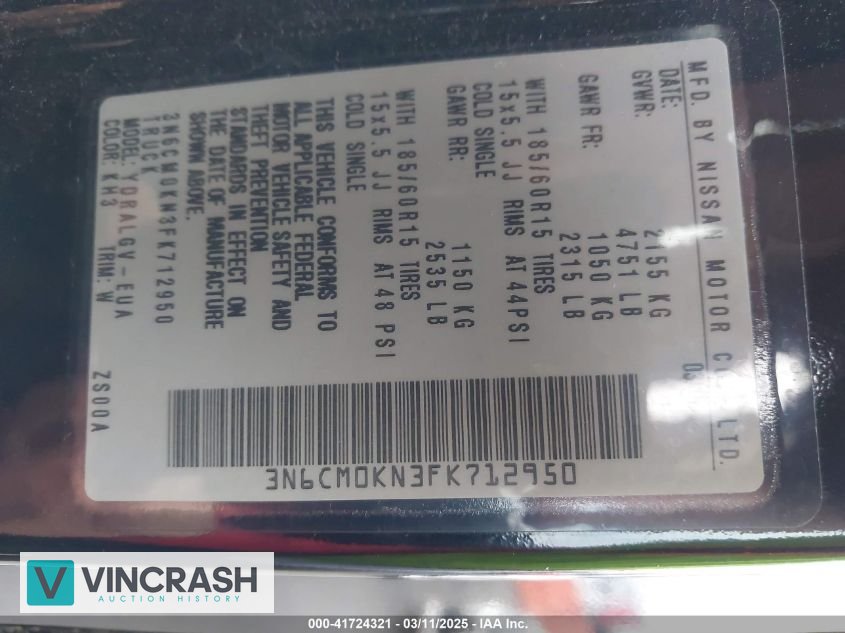 MFD. BY NISSAN MOTOR CO., LTD.
DATE:
GVWR: 2155 KG
4751 LB
GAWR FR: 1050 KG
2315 LB
WITH 185/60R15 TIRES
15x5.5 JJ RIMS AT 44PSI
COLD SINGLE
GAWR RR: 1150 KG
2535 LB
WITH 185/60R15 TIRES
15x5.5 JJ RIMS AT 48 PSI
COLD SINGLE
THIS VEHICLE CONFORMS TO
ALL APPLICABLE FEDERAL
MOTOR VEHICLE SAFETY AND
THEFT PREVENTION
STANDARDS IN EFFECT ON
THE DATE OF MANUFACTURE
SHOWN ABOVE.
3N6CM0KN3FK712950
TRUCK
MODEL: YDRALGV-EUA
COLOR: KH3 TRIM: W ZS00A
3N6CM0KN3FK712950
VINCRASH
AUCTION HISTORY
000-41724321 - 03/11/2025 - IAA Inc.